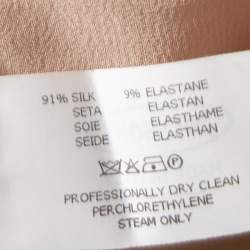 91% SILK 9% ELASTANE
SETA ELASTAN
SOIE ELASTHAME
SEIDE ELASTHAN
P
PROFESSIONALLY DRY CLEAN
PERCHLORETHYLENE
STEAM ONLY